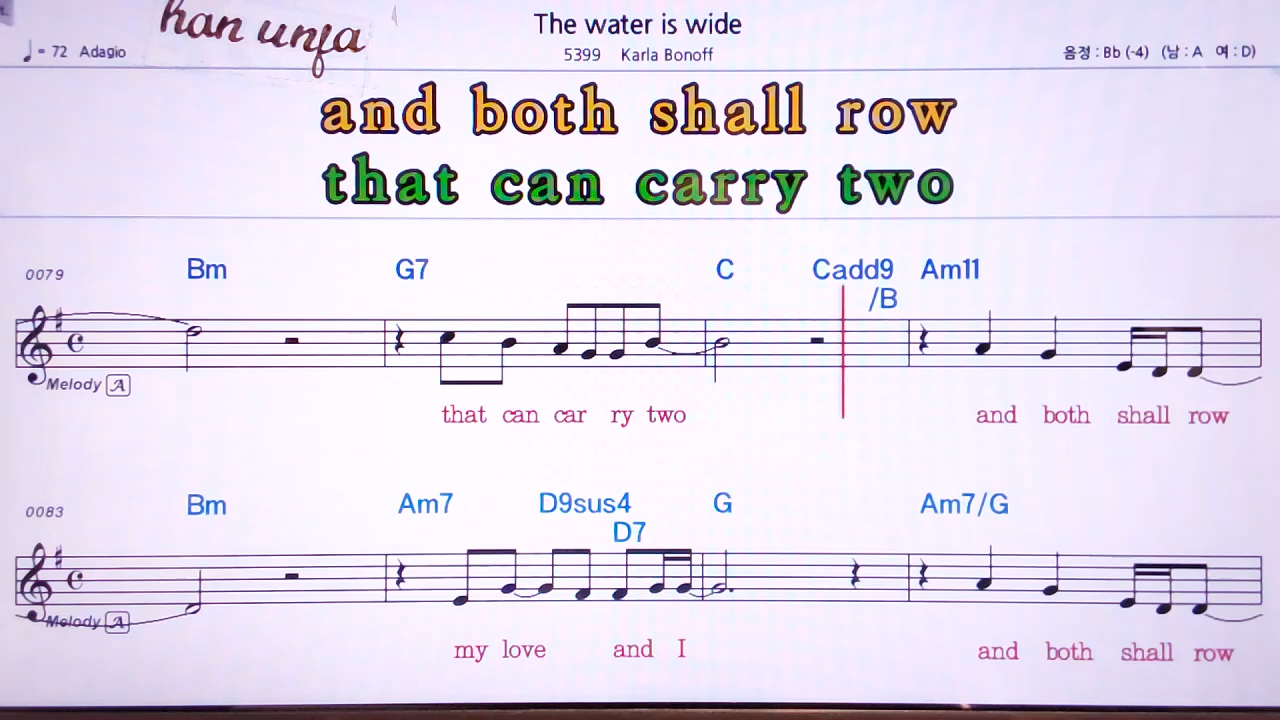 han unfa
The water is wide
♩ = 72 Adagio
5399 Karla Bonoff
음정 : Bb (-4) (남 : A 여 : D)
and both shall row
that can carry two
0079
Bm G7 C Cadd9 /B Am11
Melody A
that can car ry two and both shall row
0083
Bm Am7 D9sus4 D7 G Am7/G
Melody A
my love and I and both shall row